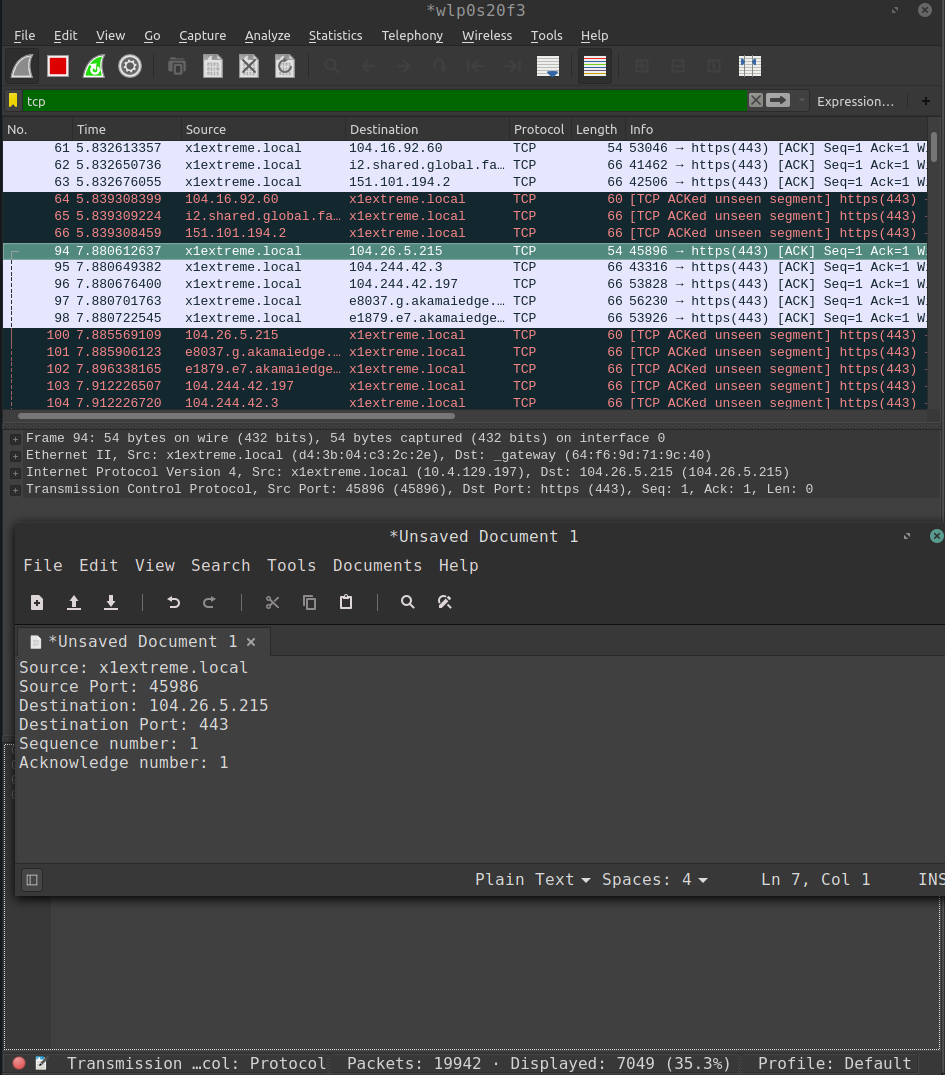 *wlp0s20f3
File Edit View Go Capture Analyze Statistics Telephony Wireless Tools Help
tcp Expression… +
No. Time Source Destination Protocol Length Info
61 5.832613357 x1extreme.local 104.16.92.60 TCP 54 53046 → https(443) [ACK] Seq=1 Ack=1 W
62 5.832650736 x1extreme.local i2.shared.global.fa… TCP 66 41462 → https(443) [ACK] Seq=1 Ack=1 W
63 5.832676055 x1extreme.local 151.101.194.2 TCP 66 42506 → https(443) [ACK] Seq=1 Ack=1 W
64 5.839308399 104.16.92.60 x1extreme.local TCP 60 [TCP ACKed unseen segment] https(443)
65 5.839309224 i2.shared.global.fa… x1extreme.local TCP 66 [TCP ACKed unseen segment] https(443)
66 5.839308459 151.101.194.2 x1extreme.local TCP 66 [TCP ACKed unseen segment] https(443)
94 7.880612637 x1extreme.local 104.26.5.215 TCP 54 45896 → https(443) [ACK] Seq=1 Ack=1 W
95 7.880649382 x1extreme.local 104.244.42.3 TCP 66 43316 → https(443) [ACK] Seq=1 Ack=1 W
96 7.880676400 x1extreme.local 104.244.42.197 TCP 66 53828 → https(443) [ACK] Seq=1 Ack=1 W
97 7.880701763 x1extreme.local e8037.g.akamaiedge.… TCP 66 56230 → https(443) [ACK] Seq=1 Ack=1 W
98 7.880722545 x1extreme.local e1879.e7.akamaiedge… TCP 66 53926 → https(443) [ACK] Seq=1 Ack=1 W
100 7.885569109 104.26.5.215 x1extreme.local TCP 60 [TCP ACKed unseen segment] https(443)
101 7.885906123 e8037.g.akamaiedge.… x1extreme.local TCP 66 [TCP ACKed unseen segment] https(443)
102 7.896338165 e1879.e7.akamaiedge… x1extreme.local TCP 66 [TCP ACKed unseen segment] https(443)
103 7.912226507 104.244.42.197 x1extreme.local TCP 66 [TCP ACKed unseen segment] https(443)
104 7.912226720 104.244.42.3 x1extreme.local TCP 66 [TCP ACKed unseen segment] https(443)
Frame 94: 54 bytes on wire (432 bits), 54 bytes captured (432 bits) on interface 0
Ethernet II, Src: x1extreme.local (d4:3b:04:c3:2c:2e), Dst: _gateway (64:f6:9d:71:9c:40)
Internet Protocol Version 4, Src: x1extreme.local (10.4.129.197), Dst: 104.26.5.215 (104.26.5.215)
Transmission Control Protocol, Src Port: 45896 (45896), Dst Port: https (443), Seq: 1, Ack: 1, Len: 0
*Unsaved Document 1
File Edit View Search Tools Documents Help
*Unsaved Document 1
Source: x1extreme.local
Source Port: 45986
Destination: 104.26.5.215
Destination Port: 443
Sequence number: 1
Acknowledge number: 1
Plain Text Spaces: 4 Ln 7, Col 1 INS
Transmission …col: Protocol Packets: 19942 · Displayed: 7049 (35.3%) Profile: Default